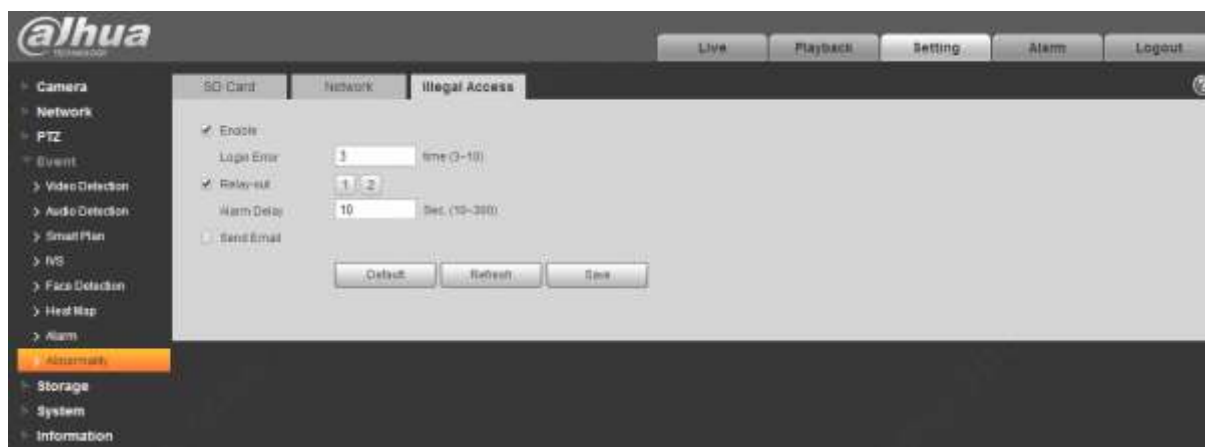 alhua
TECHNOLOGY
Live
Playback
Setting
Alarm
Logout
Camera
Network
PTZ
Event
Video Detection
Audio Detection
Smart Plan
IVS
Face Detection
Heat Map
Alarm
Abnormality
Storage
System
Information
SD Card
Network
Illegal Access
Enable
Login Error 3 time (3~10)
Relay-out 1 2
Alarm Delay 10 Sec. (10~300)
Send Email
Default Refresh Save